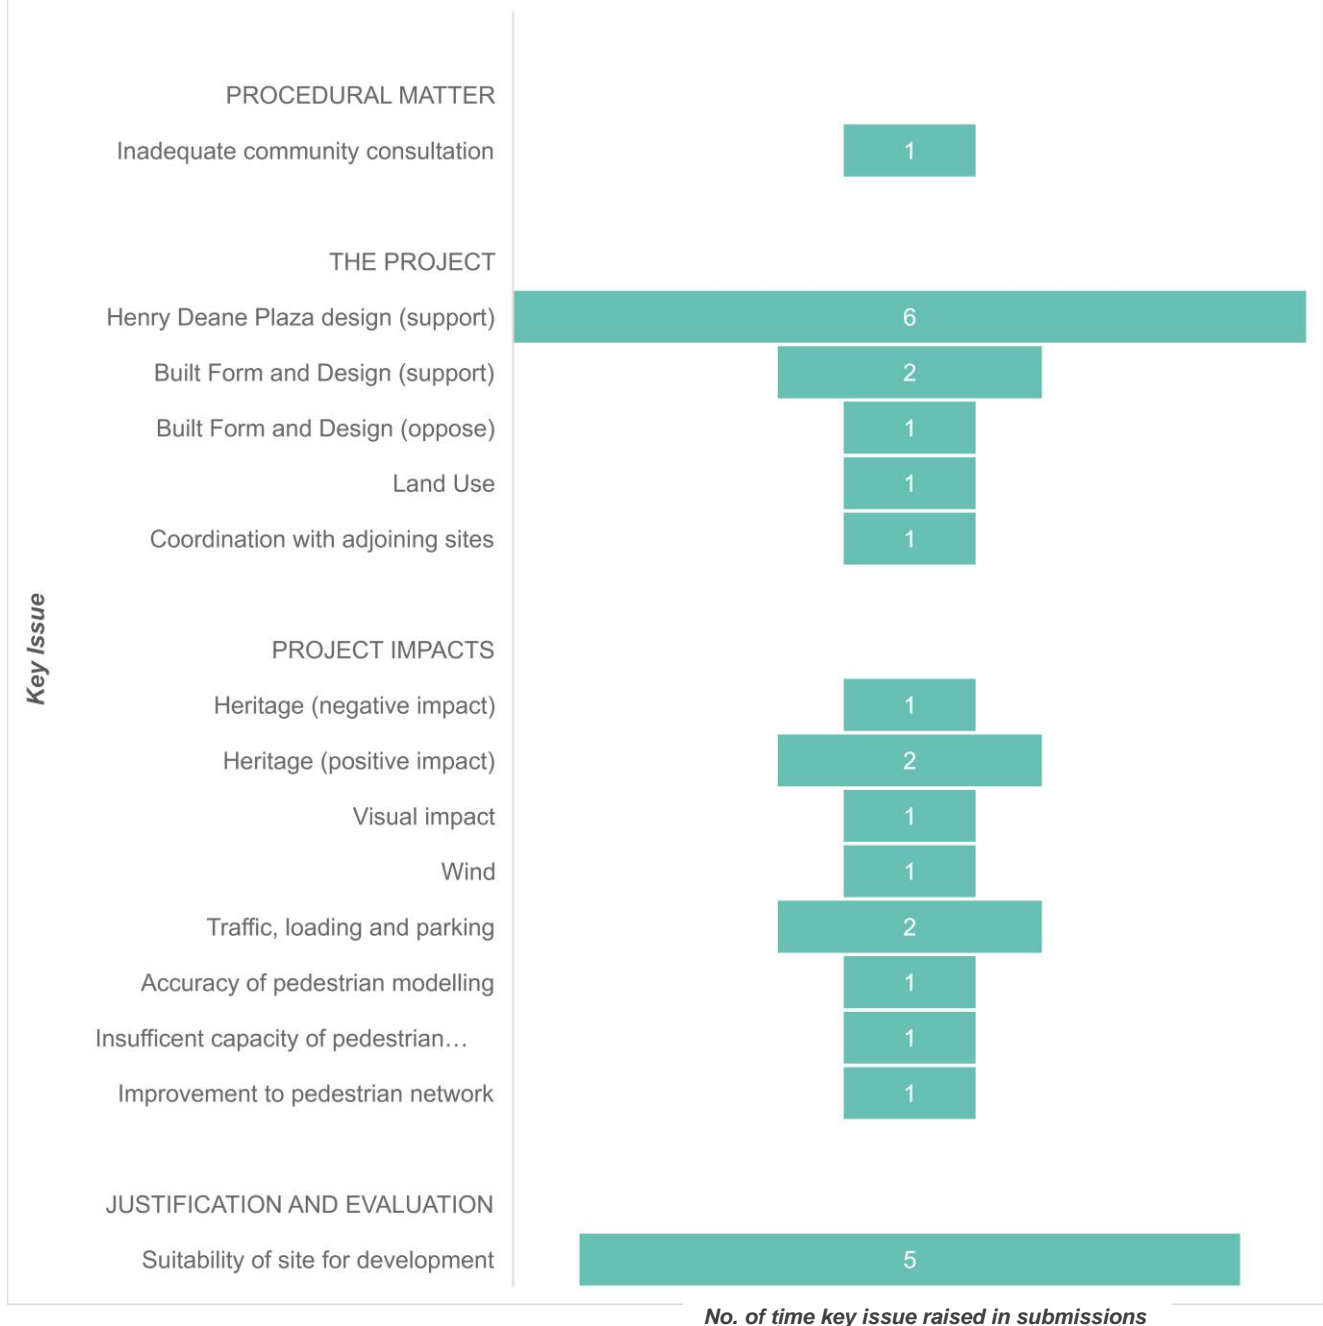 PROCEDURAL MATTER
Inadequate community consultation 1
THE PROJECT
Henry Deane Plaza design (support) 6
Built Form and Design (support) 2
Built Form and Design (oppose) 1
Land Use 1
Coordination with adjoining sites 1
Key Issue
PROJECT IMPACTS
Heritage (negative impact) 1
Heritage (positive impact) 2
Visual impact 1
Wind 1
Traffic, loading and parking 2
Accuracy of pedestrian modelling 1
Insufficent capacity of pedestrian… 1
Improvement to pedestrian network 1
JUSTIFICATION AND EVALUATION
Suitability of site for development 5
No. of time key issue raised in submissions